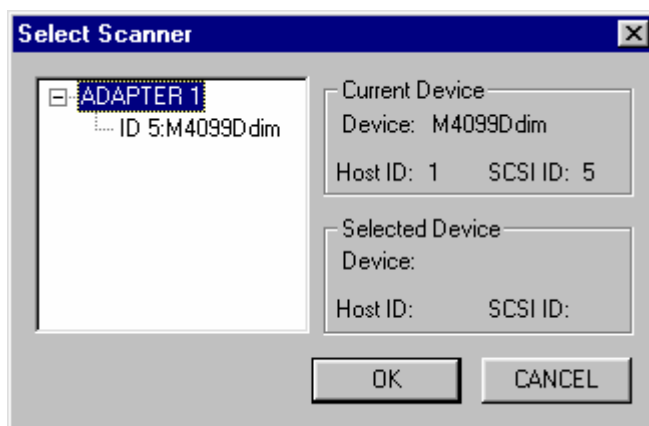 Select Scanner
ADAPTER 1
ID 5:M4099Ddim
Current Device
Device: M4099Ddim
Host ID: 1 SCSI ID: 5
Selected Device
Device:
Host ID: SCSI ID:
OK CANCEL